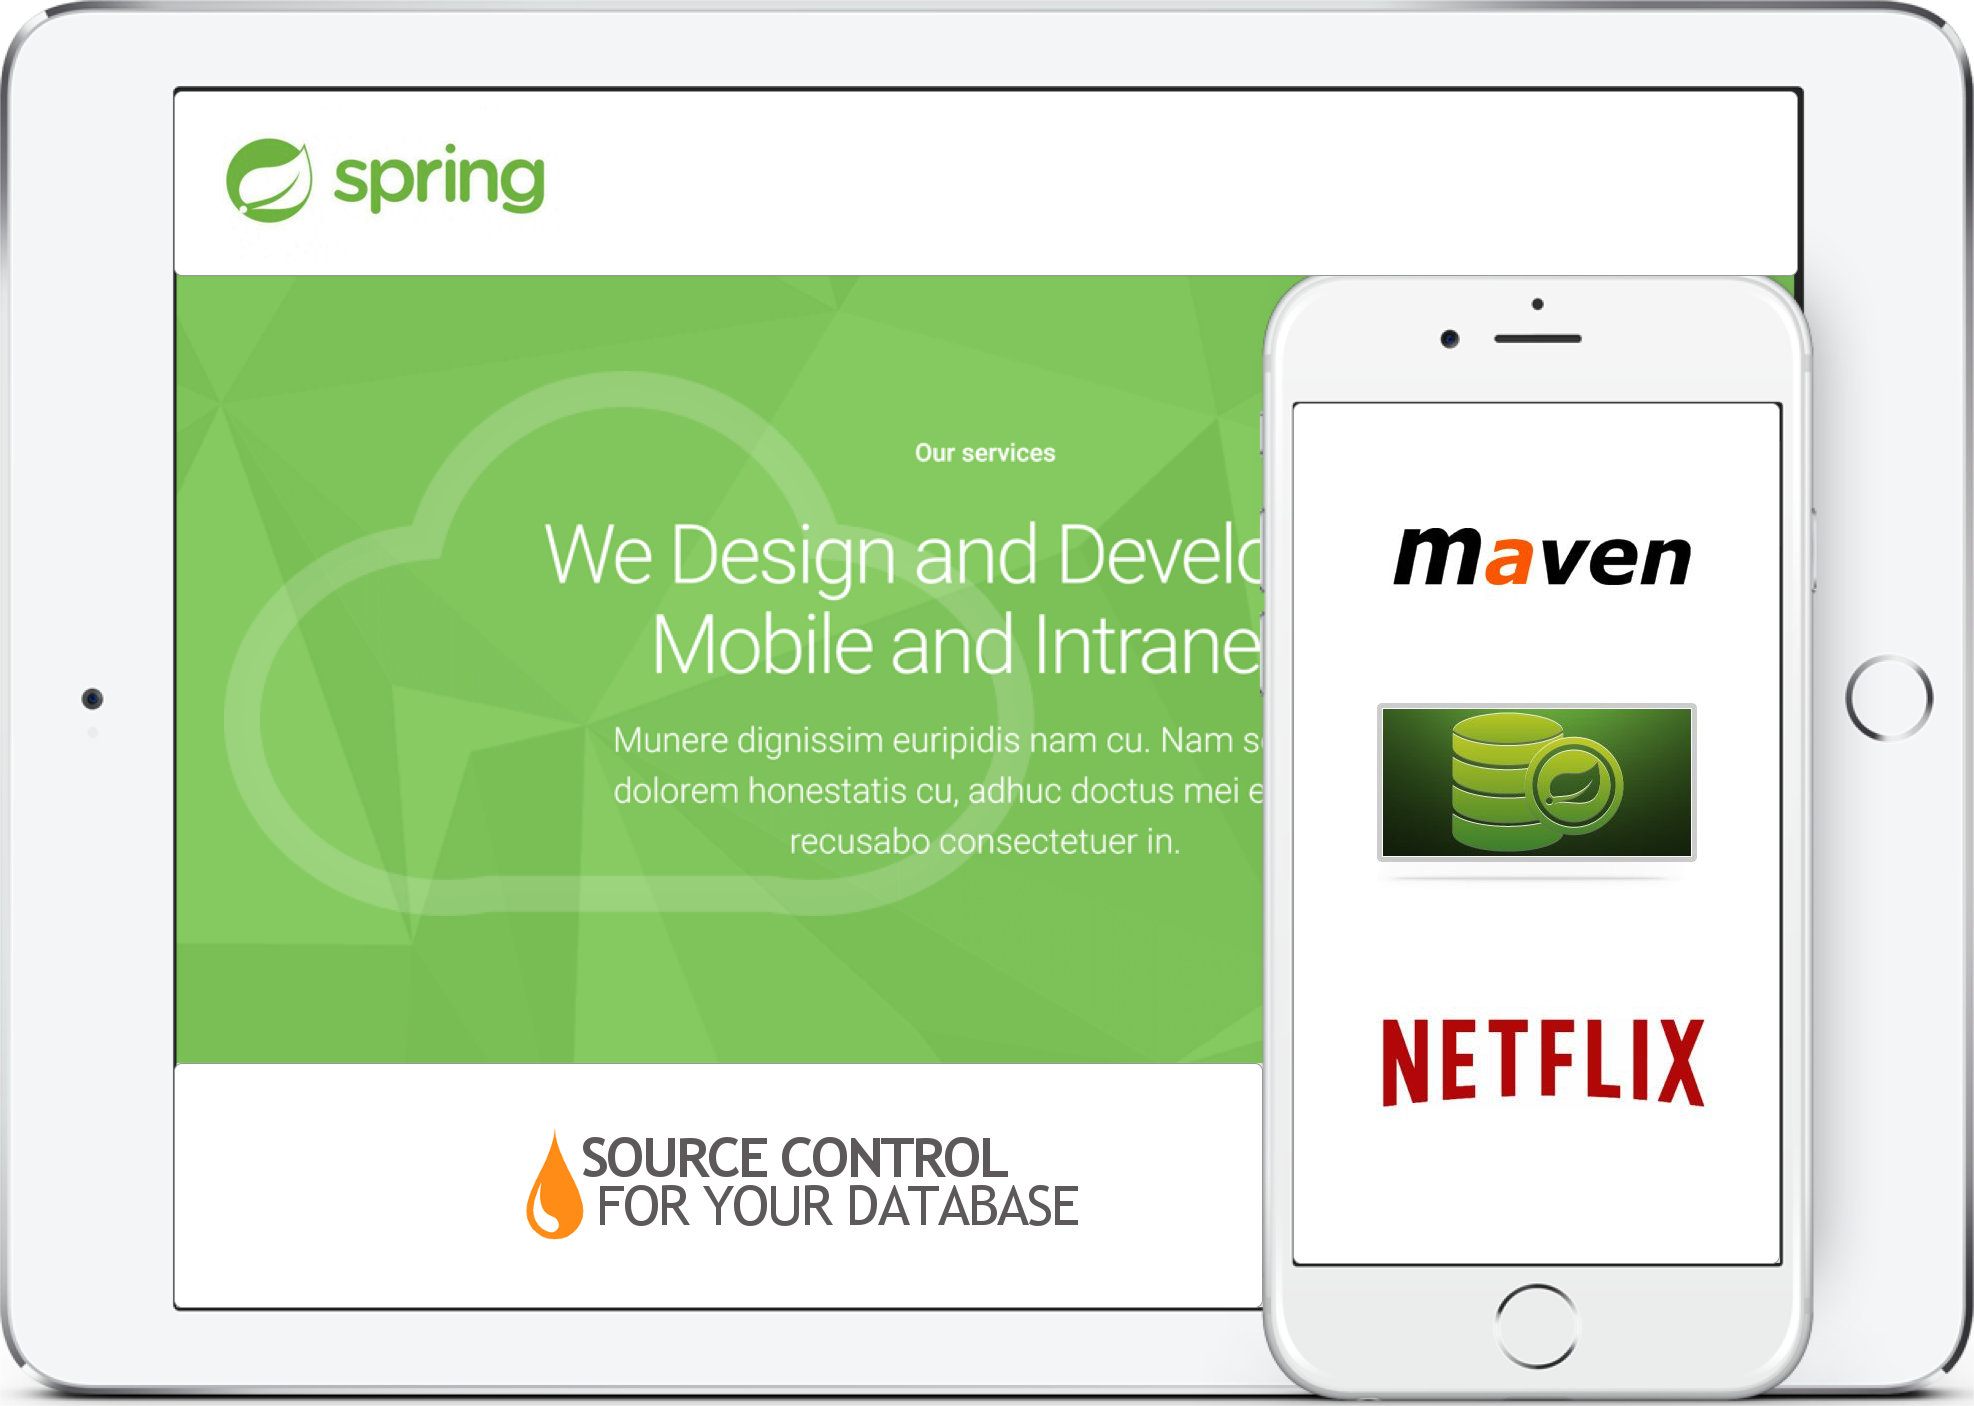 spring
Our services
We Design and Develo
Mobile and Intrane
Munere dignissim euripidis nam cu. Nam s
dolorem honestatis cu, adhuc doctus mei e
recusabo consectetuer in.
SOURCE CONTROL
FOR YOUR DATABASE
maven
NETFLIX